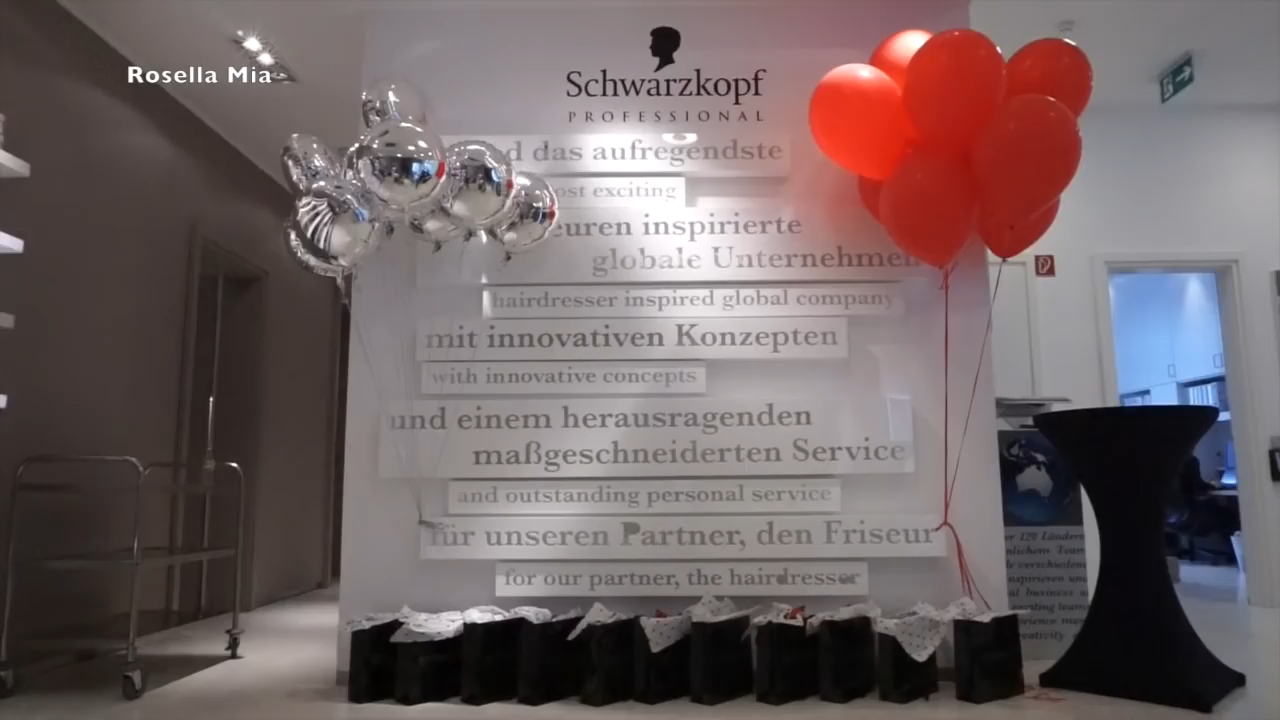 Rosella Mia
Schwarzkopf
PROFESSIONAL
das aufregendste
exciting
inspirierte
globale Unternehmen
hairdresser inspired global company
mit innovativen Konzepten
with innovative concepts
und einem herausragenden
maßgeschneiderten Service
and outstanding personal service
für unseren Partner, den Friseur
for our partner, the hairdresser
120 Ländern